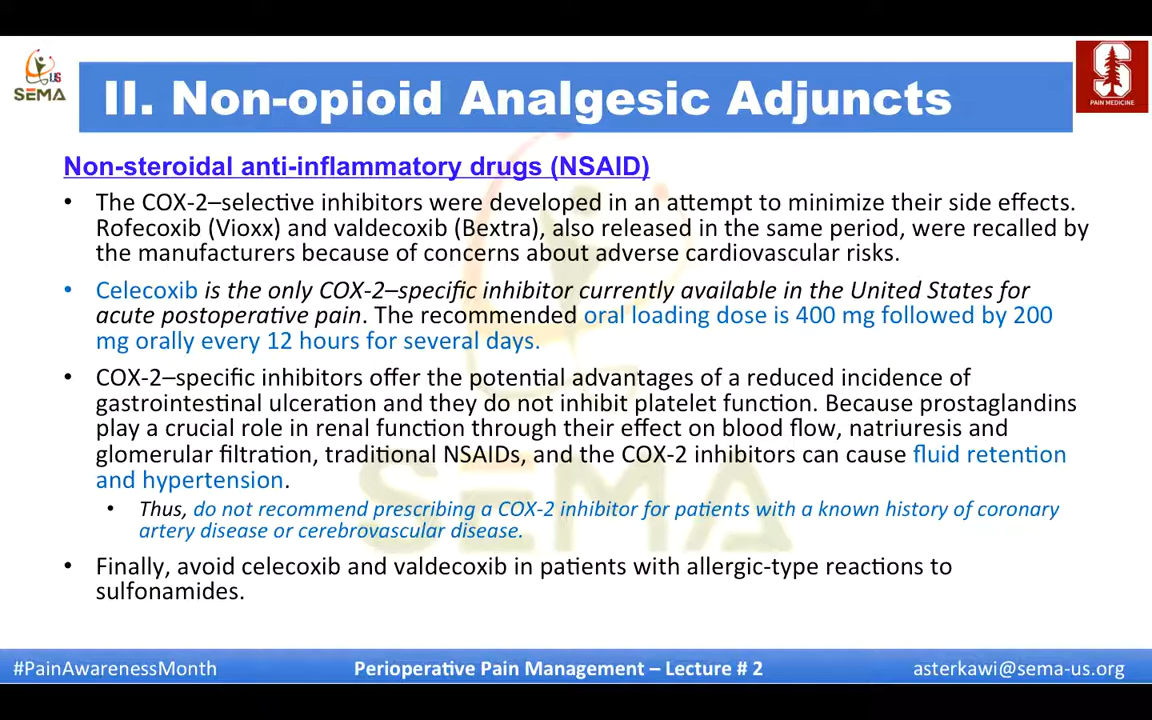 US
SEMA
II. Non-opioid Analgesic Adjuncts
S
PAIN MEDICINE
Non-steroidal anti-inflammatory drugs (NSAID)
• The COX-2–selective inhibitors were developed in an attempt to minimize their side effects.
Rofecoxib (Vioxx) and valdecoxib (Bextra), also released in the same period, were recalled by
the manufacturers because of concerns about adverse cardiovascular risks.
• Celecoxib is the only COX-2–specific inhibitor currently available in the United States for
acute postoperative pain. The recommended oral loading dose is 400 mg followed by 200
mg orally every 12 hours for several days.
• COX-2–specific inhibitors offer the potential advantages of a reduced incidence of
gastrointestinal ulceration and they do not inhibit platelet function. Because prostaglandins
play a crucial role in renal function through their effect on blood flow, natriuresis and
glomerular filtration, traditional NSAIDs, and the COX-2 inhibitors can cause fluid retention
and hypertension.
• Thus, do not recommend prescribing a COX-2 inhibitor for patients with a known history of coronary
artery disease or cerebrovascular disease.
• Finally, avoid celecoxib and valdecoxib in patients with allergic-type reactions to
sulfonamides.
SEMA
#PainAwarenessMonth
Perioperative Pain Management – Lecture # 2
asterkawi@sema-us.org